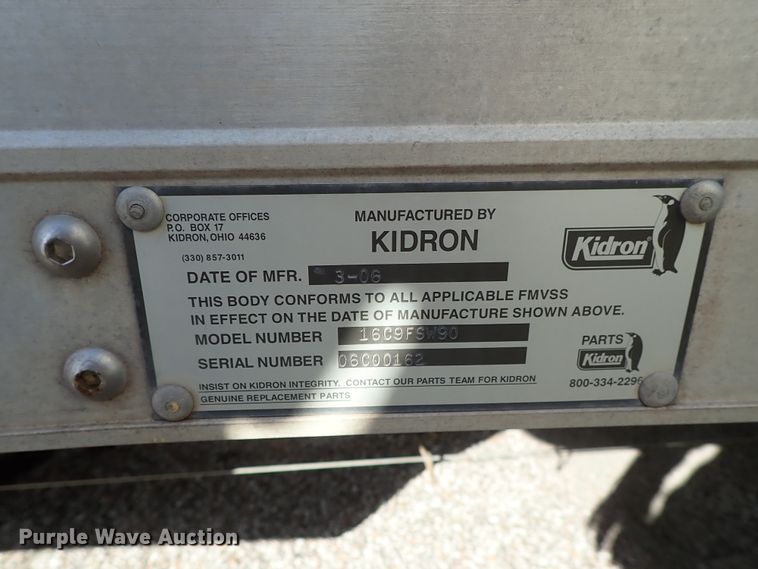 CORPORATE OFFICES
P.O. BOX 17
KIDRON, OHIO 44636
(330) 857-3011
MANUFACTURED BY
KIDRON
Kidron
DATE OF MFR. 3-06
THIS BODY CONFORMS TO ALL APPLICABLE FMVSS
IN EFFECT ON THE DATE OF MANUFACTURE SHOWN ABOVE.
MODEL NUMBER 16C9FSW90
SERIAL NUMBER 06C00162
PARTS
Kidron
800-334-2296
INSIST ON KIDRON INTEGRITY. CONTACT OUR PARTS TEAM FOR KIDRON
GENUINE REPLACEMENT PARTS
Purple Wave Auction